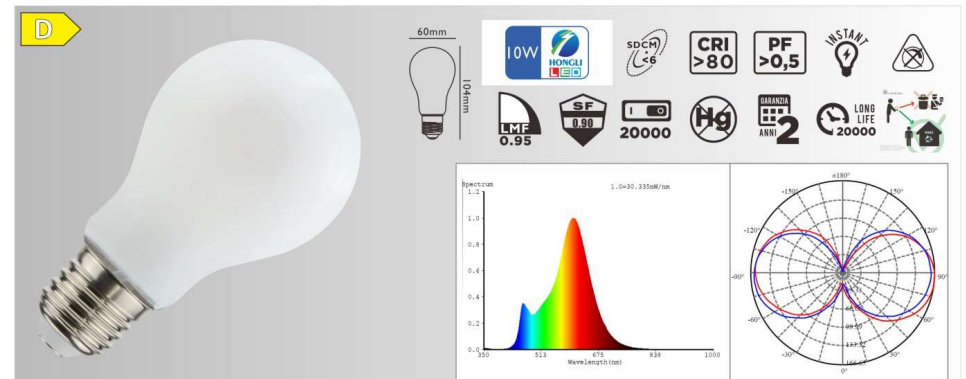 D
60mm
104mm
10W
HONGLI
LED
SDCM
<6
CRI
>80
PF
>0,5
INSTANT
LMF
0.95
SF
0.90
I O
20000
Hg
GARANZIA
ANNI 2
LONG
LIFE
20000
Spectrum
1.0=30.335mW/nm
1.2
1.0
0.8
0.6
0.4
0.2
0.0
350 513 675 838 1000
Wavelength(nm)
±180°
-150° 150°
-120° 120°
-90° 90°
-60° 60°
-30° 30°
0°